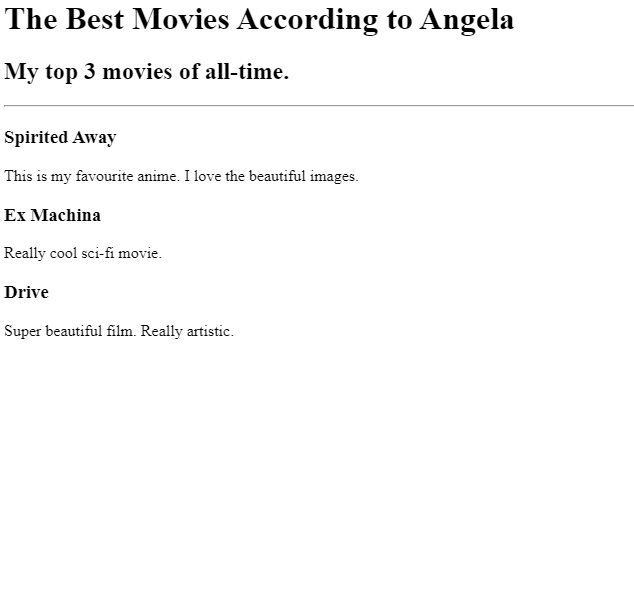 The Best Movies According to Angela
My top 3 movies of all-time.
Spirited Away
This is my favourite anime. I love the beautiful images.
Ex Machina
Really cool sci-fi movie.
Drive
Super beautiful film. Really artistic.